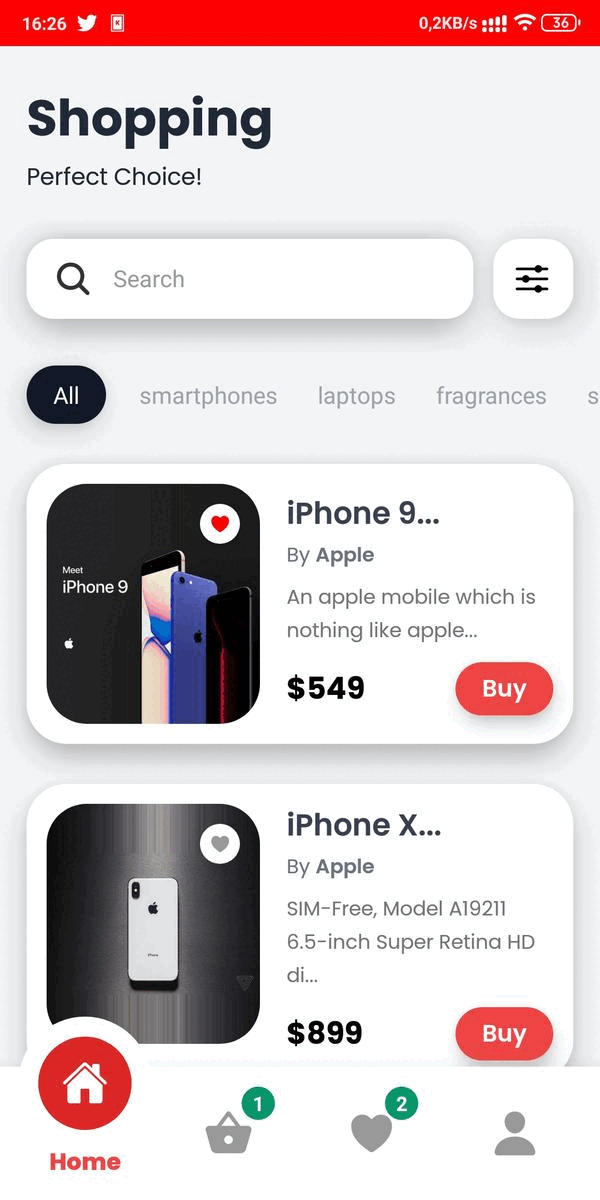 16:26 0,2KB/s 36
Shopping
Perfect Choice!
Search
All smartphones laptops fragrances s
Meet
iPhone 9
iPhone 9...
By Apple
An apple mobile which is
nothing like apple...
$549 Buy
iPhone X...
By Apple
SIM-Free, Model A19211
6.5-inch Super Retina HD
di...
$899 Buy
1 2
Home